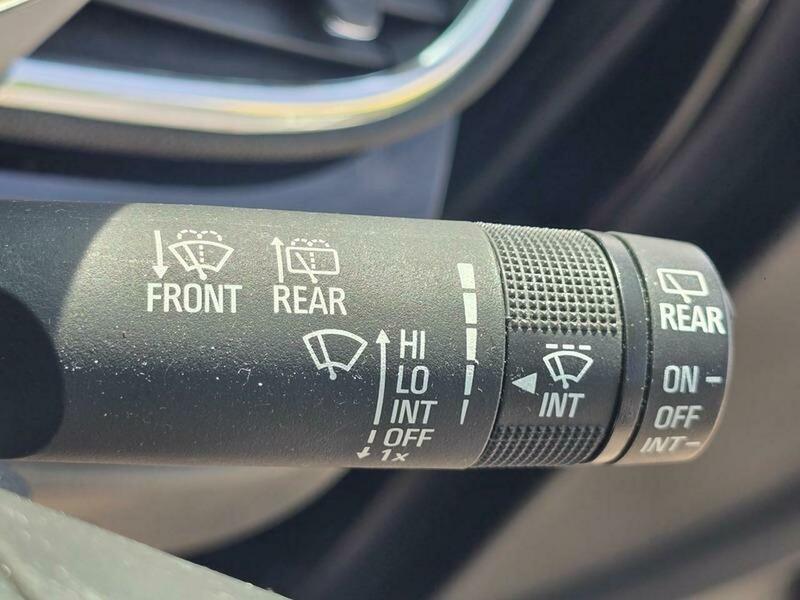 FRONT REAR
HI
LO
INT
OFF
1x
INT
REAR
ON
OFF
INT